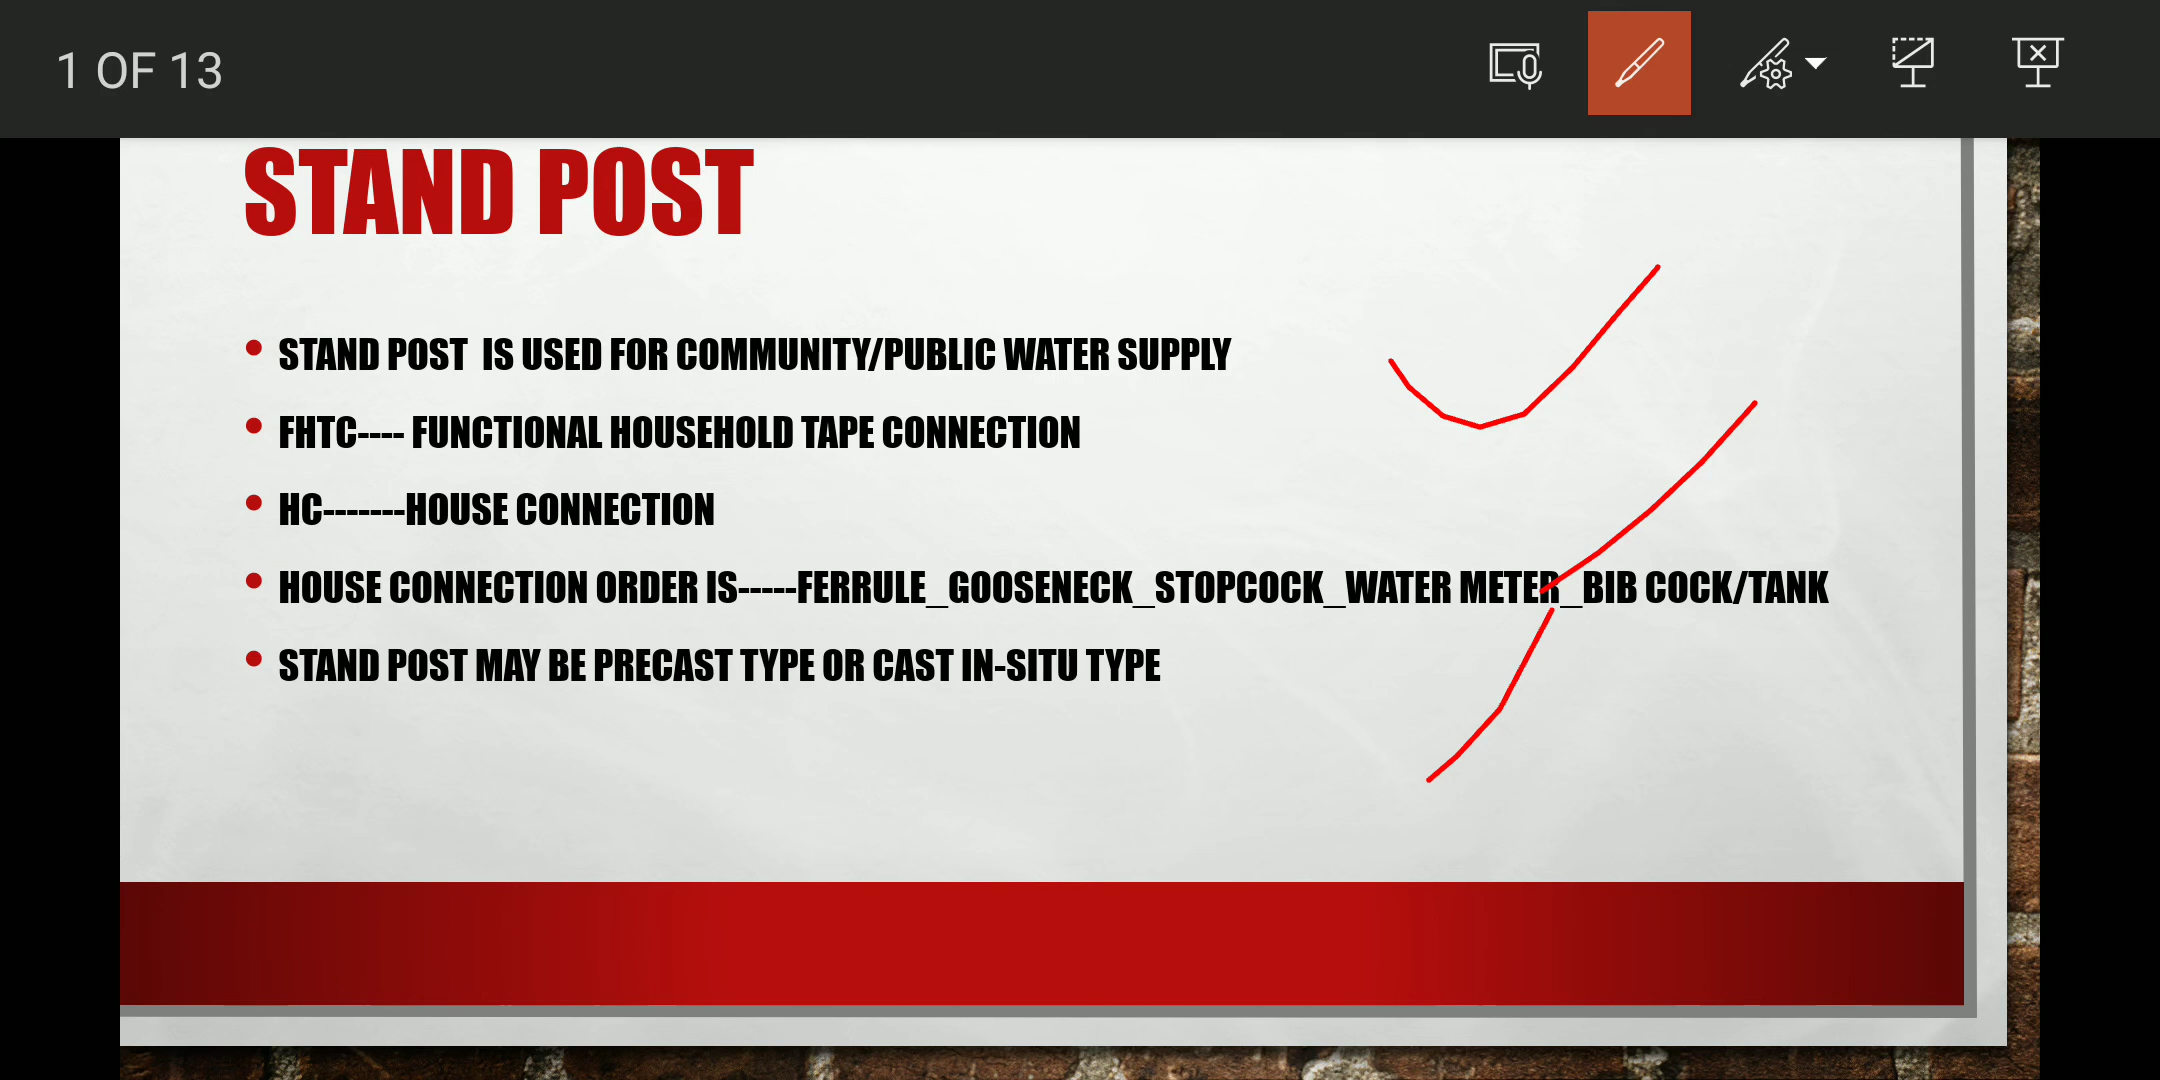 1 OF 13
STAND POST
STAND POST IS USED FOR COMMUNITY/PUBLIC WATER SUPPLY
FHTC---- FUNCTIONAL HOUSEHOLD TAPE CONNECTION
HC-------HOUSE CONNECTION
HOUSE CONNECTION ORDER IS-----FERRULE_GOOSENECK_STOPCOCK_WATER METER_BIB COCK/TANK
STAND POST MAY BE PRECAST TYPE OR CAST IN-SITU TYPE